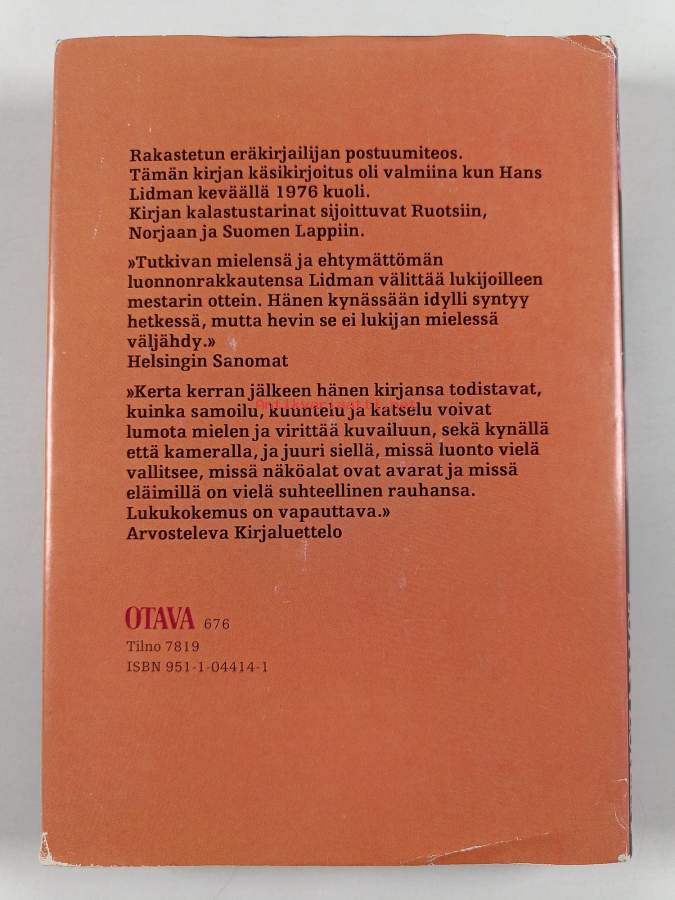 Rakastetun eräkirjailijan postuumiteos.
Tämän kirjan käsikirjoitus oli valmiina kun Hans
Lidman keväällä 1976 kuoli.
Kirjan kalastustarinat sijoittuvat Ruotsiin,
Norjaan ja Suomen Lappiin.
»Tutkivan mielensä ja ehtymättömän
luonnonrakkautensa Lidman välittää lukijoilleen
mestarin ottein. Hänen kynässään idylli syntyy
hetkessä, mutta hevin se ei lukijan mielessä
väljähdy.»
Helsingin Sanomat
»Kerta kerran jälkeen hänen kirjansa todistavat,
kuinka samoilu, kuuntelu ja katselu voivat
lumota mielen ja virittää kuvailuun, sekä kynällä
että kameralla, ja juuri siellä, missä luonto vielä
vallitsee, missä näköalat ovat avarat ja missä
eläimillä on vielä suhteellinen rauhansa.
Lukukokemus on vapauttava.»
Arvosteleva Kirjaluettelo
OTAVA 676
Tilno 7819
ISBN 951-1-04414-1